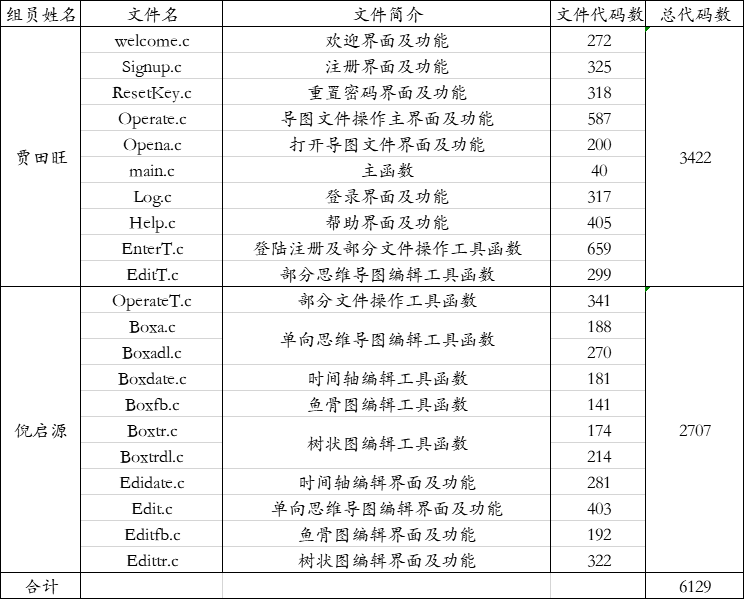 组员姓名 文件名 文件简介 文件代码数 总代码数
welcome.c 欢迎界面及功能 272
Signup.c 注册界面及功能 325
ResetKey.c 重置密码界面及功能 318
Operate.c 导图文件操作主界面及功能 587
Opena.c 打开导图文件界面及功能 200
贾田旺 main.c 主函数 40 3422
Log.c 登录界面及功能 317
Help.c 帮助界面及功能 405
EnterT.c 登陆注册及部分文件操作工具函数 659
EditT.c 部分思维导图编辑工具函数 299
OperateT.c 部分文件操作工具函数 341
Boxa.c 单向思维导图编辑工具函数 188
Boxadl.c 270
Boxdate.c 时间轴编辑工具函数 181
Boxfb.c 鱼骨图编辑工具函数 141
倪启源 Boxtr.c 树状图编辑工具函数 174 2707
Boxtrdl.c 214
Edidate.c 时间轴编辑界面及功能 281
Edit.c 单向思维导图编辑界面及功能 403
Editfb.c 鱼骨图编辑界面及功能 192
Edittr.c 树状图编辑界面及功能 322
合计 6129